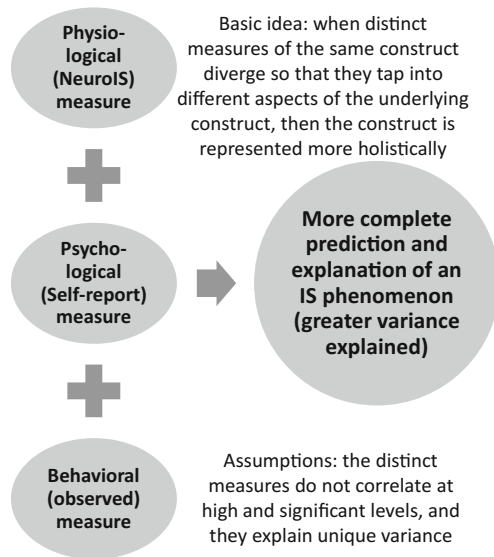 Physio-
logical
(NeuroIS)
measure
Basic idea: when distinct
measures of the same construct
diverge so that they tap into
different aspects of the underlying
construct, then the construct is
represented more holistically
Psycho-
logical
(Self-report)
measure
More complete
prediction and
explanation of an
IS phenomenon
(greater variance
explained)
Behavioral
(observed)
measure
Assumptions: the distinct
measures do not correlate at
high and significant levels, and
they explain unique variance